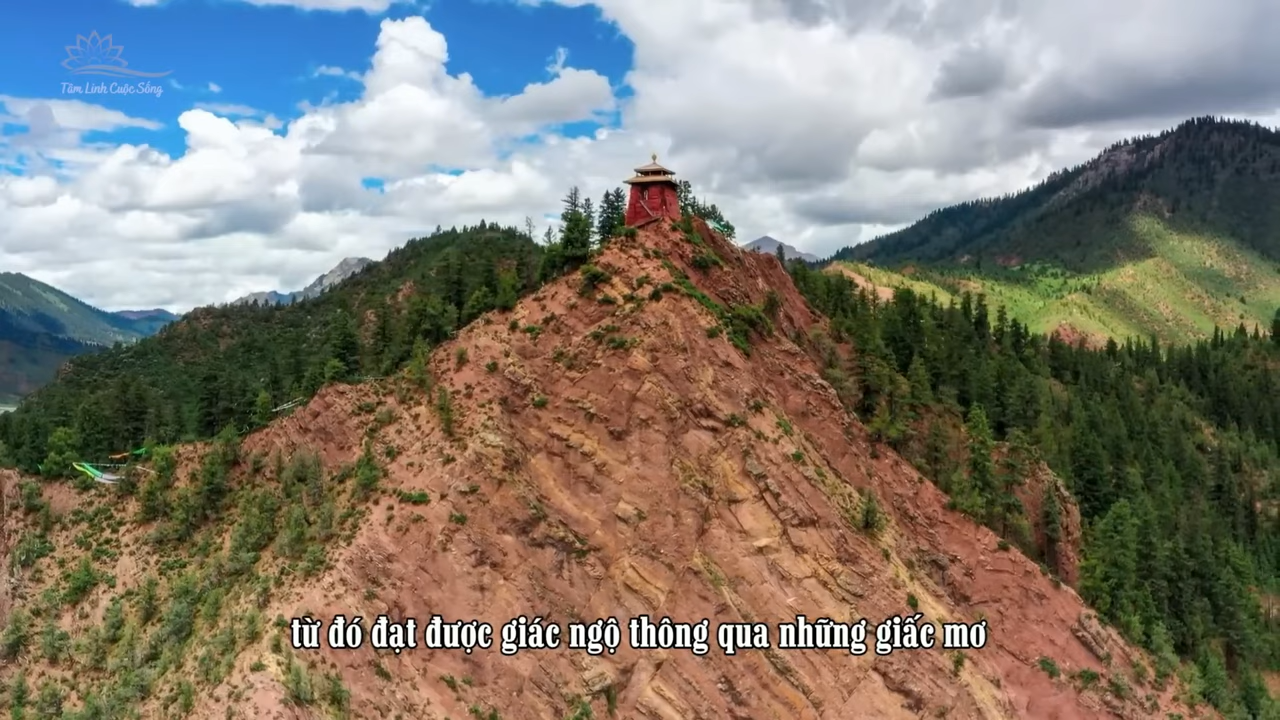 Tâm Linh Cuộc Sống
từ đó đạt được giác ngộ thông qua những giấc mơ